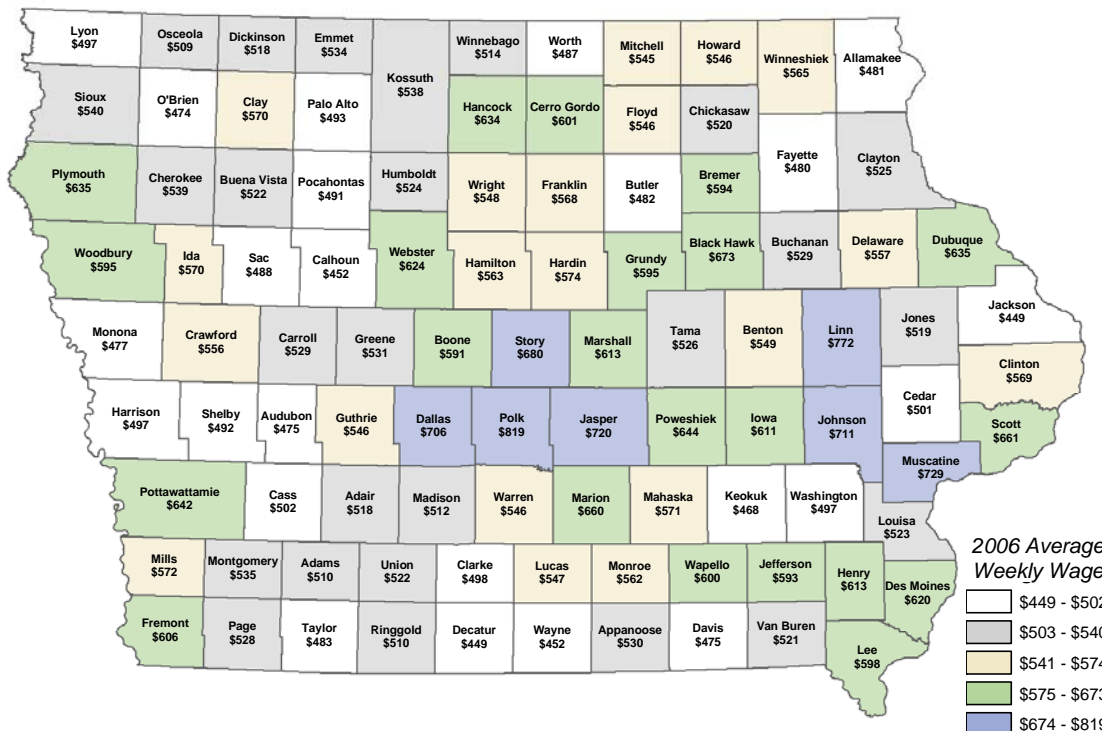 Lyon
$497
Osceola
$509
Dickinson
$518
Emmet
$534
Kossuth
$538
Winnebago
$514
Worth
$487
Mitchell
$545
Howard
$546
Winneshiek
$565
Allamakee
$481
Sioux
$540
O'Brien
$474
Clay
$570
Palo Alto
$493
Hancock
$634
Cerro Gordo
$601
Floyd
$546
Chickasaw
$520
Fayette
$480
Clayton
$525
Plymouth
$635
Cherokee
$539
Buena Vista
$522
Pocahontas
$491
Humboldt
$524
Wright
$548
Franklin
$568
Butler
$482
Bremer
$594
Woodbury
$595
Ida
$570
Sac
$488
Calhoun
$452
Webster
$624
Hamilton
$563
Hardin
$574
Grundy
$595
Black Hawk
$673
Buchanan
$529
Delaware
$557
Dubuque
$635
Monona
$477
Crawford
$556
Carroll
$529
Greene
$531
Boone
$591
Story
$680
Marshall
$613
Tama
$526
Benton
$549
Linn
$772
Jones
$519
Jackson
$449
Clinton
$569
Harrison
$497
Shelby
$492
Audubon
$475
Guthrie
$546
Dallas
$706
Polk
$819
Jasper
$720
Poweshiek
$644
Iowa
$611
Johnson
$711
Cedar
$501
Scott
$661
Muscatine
$729
Pottawattamie
$642
Cass
$502
Adair
$518
Madison
$512
Warren
$546
Marion
$660
Mahaska
$571
Keokuk
$468
Washington
$497
Louisa
$523
Mills
$572
Montgomery
$535
Adams
$510
Union
$522
Clarke
$498
Lucas
$547
Monroe
$562
Wapello
$600
Jefferson
$593
Henry
$613
Des Moines
$620
Fremont
$606
Page
$528
Taylor
$483
Ringgold
$510
Decatur
$449
Wayne
$452
Appanoose
$530
Davis
$475
Van Buren
$521
Lee
$598
2006 Average
Weekly Wage
$449 - $502
$503 - $540
$541 - $574
$575 - $673
$674 - $819